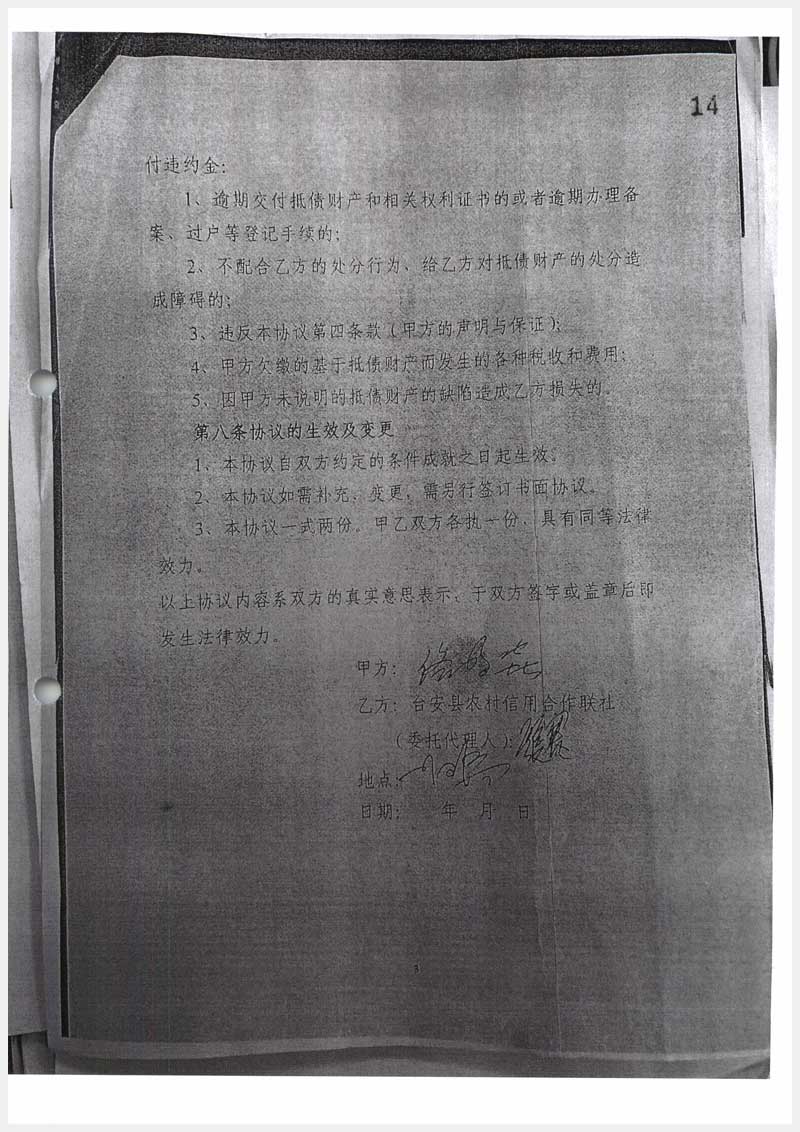 14
付违约金:
1、逾期交付抵债财产和相关权利证书的或者逾期办理备
案、过户等登记手续的;
2、不配合乙方的处分行为、给乙方对抵债财产的处分造
成障碍的;
3、违反本协议第四条款(甲方的声明与保证);
4、甲方欠缴的基于抵债财产而发生的各种税收和费用;
5、因甲方未说明的抵债财产的缺陷造成乙方损失的。
第八条协议的生效及变更
1、本协议自双方约定的条件成就之日起生效。
2、本协议如需补充、变更,需另行签订书面协议。
3、本协议一式两份。甲乙双方各执一份、具有同等法律
效力。
以上协议内容系双方的真实意思表示、于双方签字或盖章后即
发生法律效力。
甲方:
乙方: 台安县农村信用合作联社
(委托代理人):
地点:
日期: 年 月 日
3